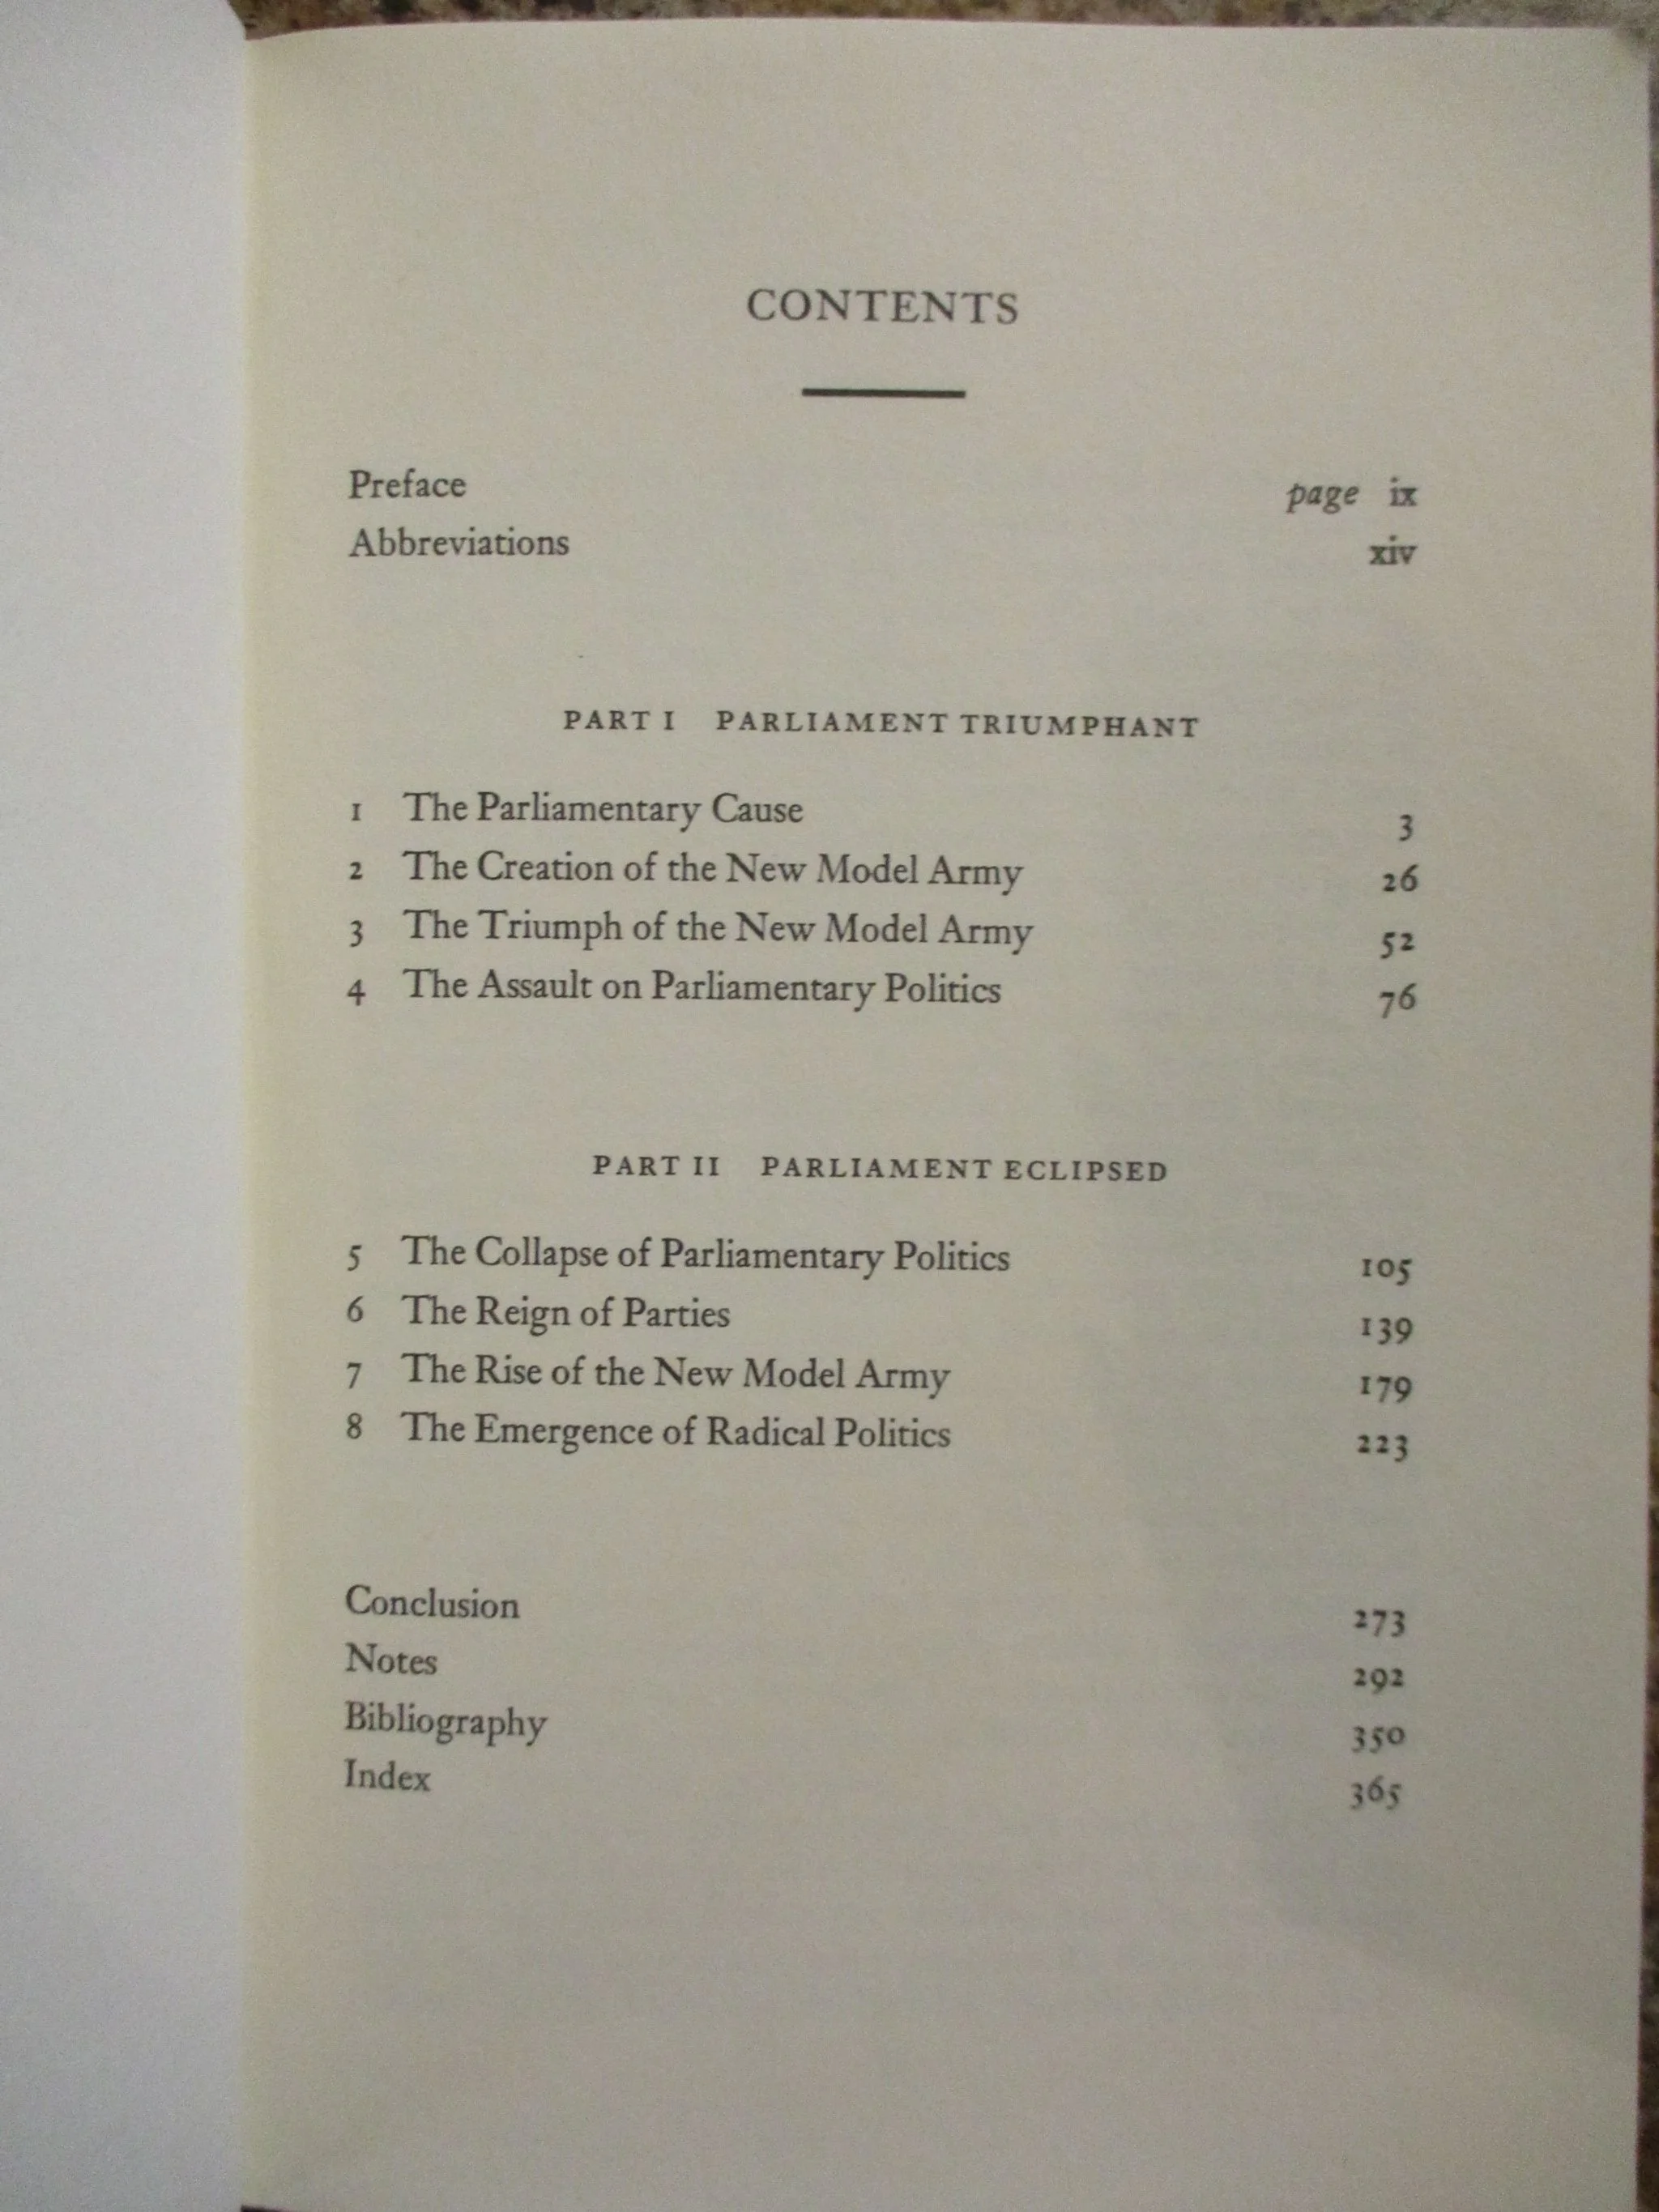 CONTENTS
Preface page ix
Abbreviations xiv
PART I PARLIAMENT TRIUMPHANT
1 The Parliamentary Cause 3
2 The Creation of the New Model Army 26
3 The Triumph of the New Model Army 52
4 The Assault on Parliamentary Politics 76
PART II PARLIAMENT ECLIPSED
5 The Collapse of Parliamentary Politics 105
6 The Reign of Parties 139
7 The Rise of the New Model Army 179
8 The Emergence of Radical Politics 223
Conclusion 273
Notes 292
Bibliography 350
Index 365